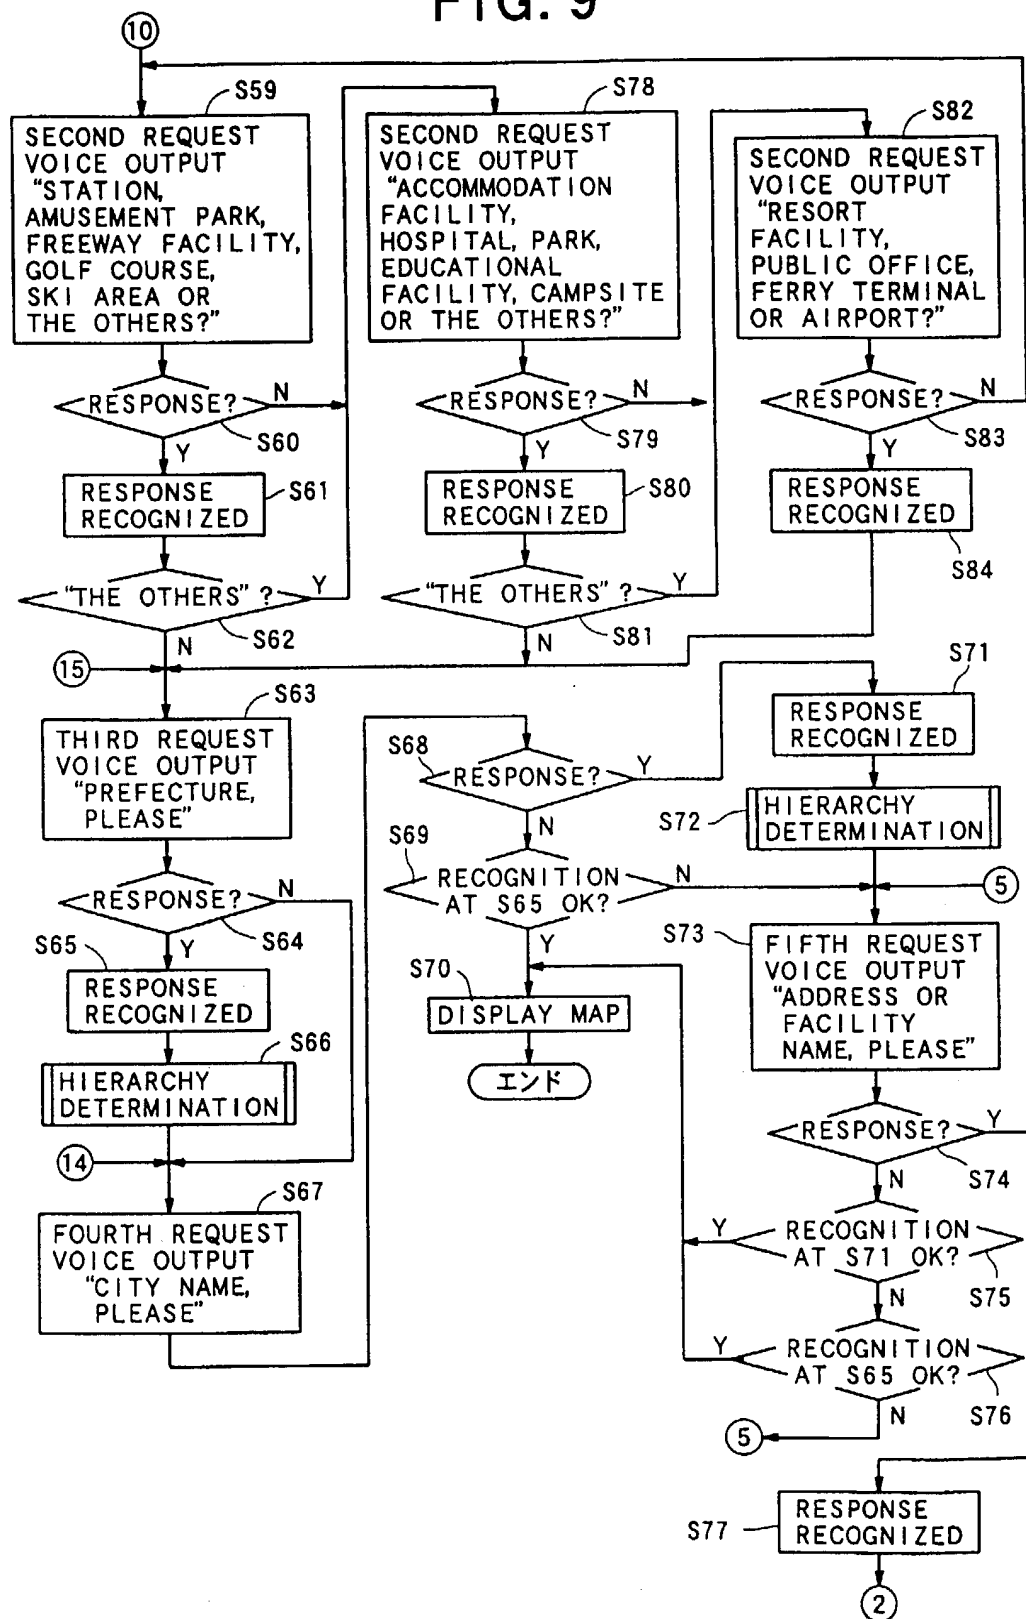 FIG. 9
10
S59
SECOND REQUEST
VOICE OUTPUT
"STATION,
AMUSEMENT PARK,
FREEWAY FACILITY,
GOLF COURSE,
SKI AREA OR
THE OTHERS?"
RESPONSE?
N
S60
Y
RESPONSE
RECOGNIZED
S61
"THE OTHERS" ?
Y
S62
N
15
S78
SECOND REQUEST
VOICE OUTPUT
"ACCOMMODATION
FACILITY,
HOSPITAL, PARK,
EDUCATIONAL
FACILITY, CAMPSITE
OR THE OTHERS?"
RESPONSE?
N
S79
Y
RESPONSE
RECOGNIZED
S80
"THE OTHERS" ?
Y
S81
N
S82
SECOND REQUEST
VOICE OUTPUT
"RESORT
FACILITY,
PUBLIC OFFICE,
FERRY TERMINAL
OR AIRPORT?"
RESPONSE?
N
S83
Y
RESPONSE
RECOGNIZED
S84
S63
THIRD REQUEST
VOICE OUTPUT
"PREFECTURE,
PLEASE"
RESPONSE?
N
S64
Y
S65
RESPONSE
RECOGNIZED
S66
HIERARCHY
DETERMINATION
14
S67
FOURTH REQUEST
VOICE OUTPUT
"CITY NAME,
PLEASE"
S68
RESPONSE?
Y
N
S69
RECOGNITION
AT S65 OK?
N
Y
S70
DISPLAY MAP
エンド
S71
RESPONSE
RECOGNIZED
S72
HIERARCHY
DETERMINATION
5
S73
FIFTH REQUEST
VOICE OUTPUT
"ADDRESS OR
FACILITY
NAME, PLEASE"
RESPONSE?
Y
S74
N
Y
RECOGNITION
AT S71 OK?
S75
N
Y
RECOGNITION
AT S65 OK?
S76
N
5
S77
RESPONSE
RECOGNIZED
2